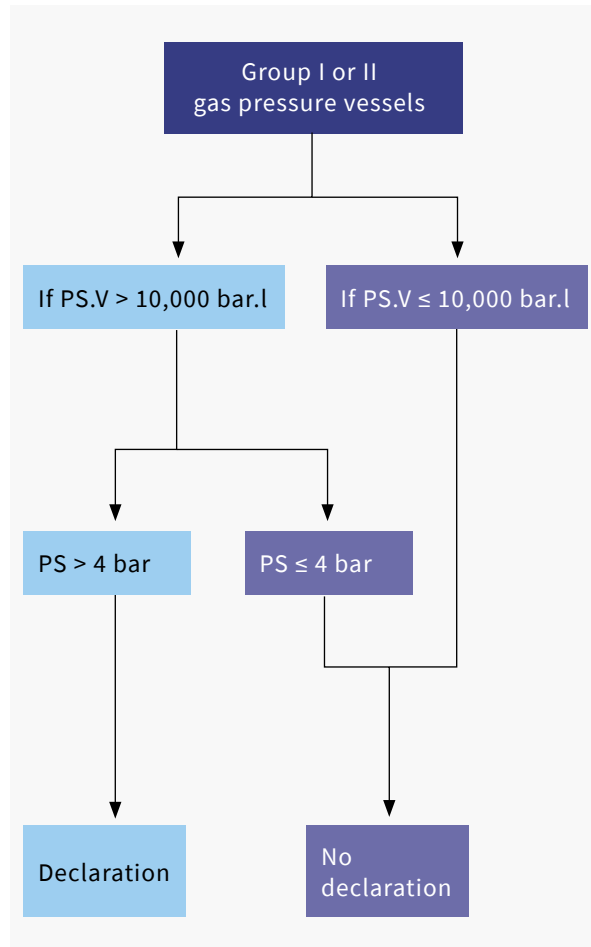 Group I or II
gas pressure vessels
If PS.V > 10,000 bar.l
If PS.V ≤ 10,000 bar.l
PS > 4 bar
PS ≤ 4 bar
Declaration
No
declaration